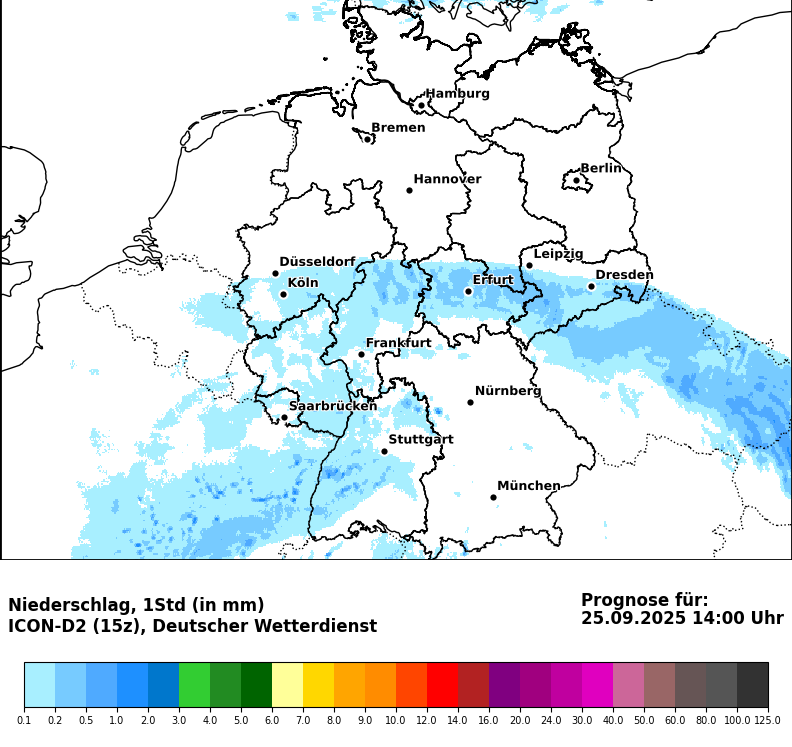 Hamburg
Bremen
Berlin
Hannover
Leipzig
Düsseldorf
Dresden
Köln
Erfurt
Frankfurt
Nürnberg
Saarbrücken
Stuttgart
München
Niederschlag, 1Std (in mm)
ICON-D2 (15z), Deutscher Wetterdienst
Prognose für:
25.09.2025 14:00 Uhr
0.1 0.2 0.5 1.0 2.0 3.0 4.0 5.0 6.0 7.0 8.0 9.0 10.0 12.0 14.0 16.0 20.0 24.0 30.0 40.0 50.0 60.0 80.0 100.0 125.0